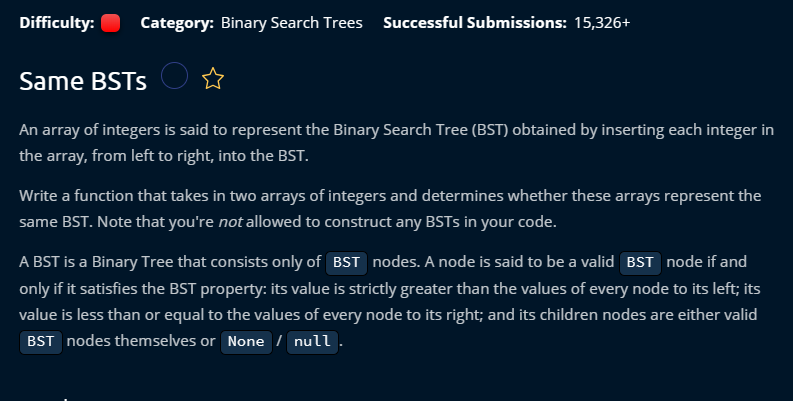 Difficulty: Category: Binary Search Trees Successful Submissions: 15,326+
Same BSTs
An array of integers is said to represent the Binary Search Tree (BST) obtained by inserting each integer in
the array, from left to right, into the BST.
Write a function that takes in two arrays of integers and determines whether these arrays represent the
same BST. Note that you're not allowed to construct any BSTs in your code.
A BST is a Binary Tree that consists only of BST nodes. A node is said to be a valid BST node if and
only if it satisfies the BST property: its value is strictly greater than the values of every node to its left; its
value is less than or equal to the values of every node to its right; and its children nodes are either valid
BST nodes themselves or None / null .